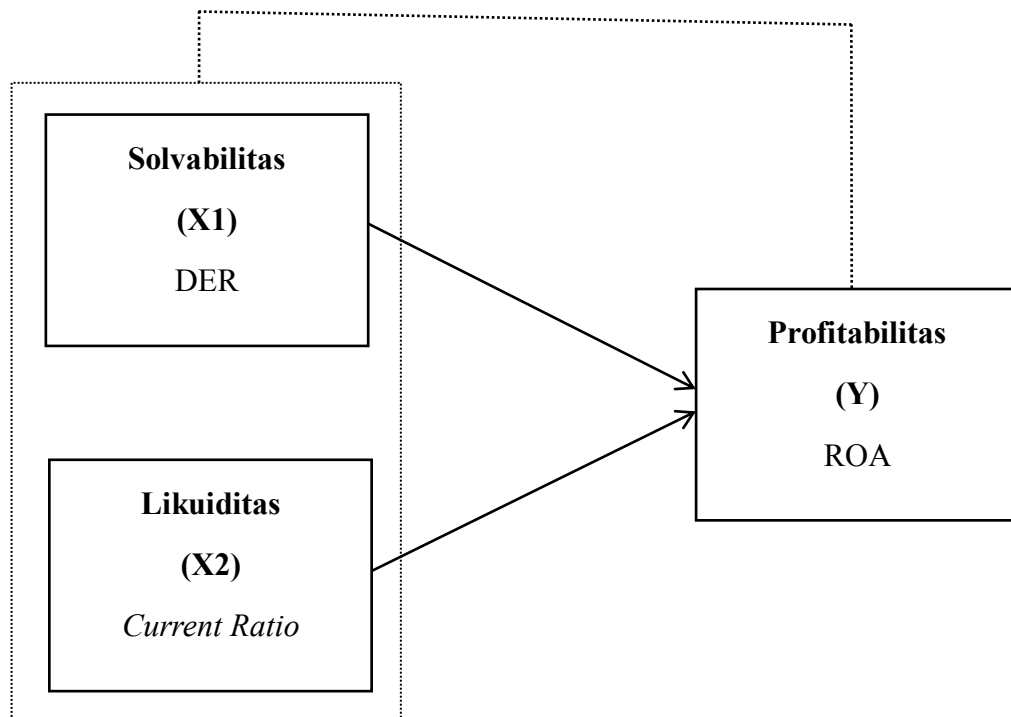 Solvabilitas
(X1)
DER
Profitabilitas
(Y)
ROA
Likuiditas
(X2)
Current Ratio